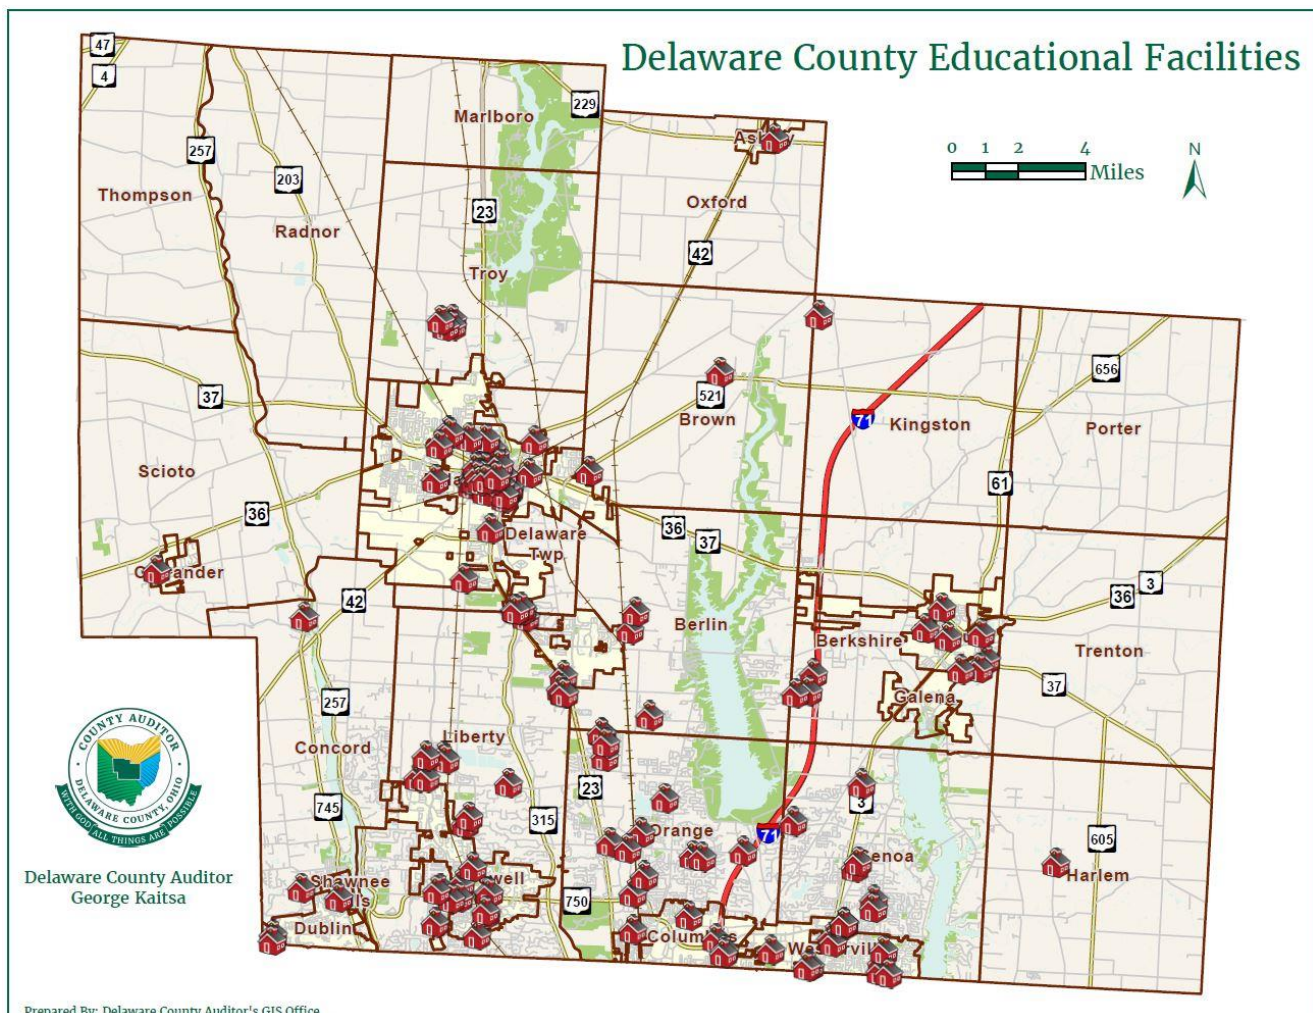 Delaware County Educational Facilities
0 1 2 4
Miles
N
47
4
229
Marlboro
257
203
Thompson
Radnor
23
Oxford
42
Troy
37
521
Brown
71
Kingston
656
Porter
Scioto
61
36
Delaware
Twp
36
37
42
Berlin
Berkshire
36
3
Trenton
37
Galena
257
Concord
Liberty
745
23
315
3
Orange
71
605
Harlem
Shawnee
750
Dublin
COUNTY AUDITOR
DELAWARE COUNTY, OHIO
WITH GOD ALL THINGS ARE POSSIBLE
Delaware County Auditor
George Kaitsa
Prepared By: Delaware County Auditor's GIS Office